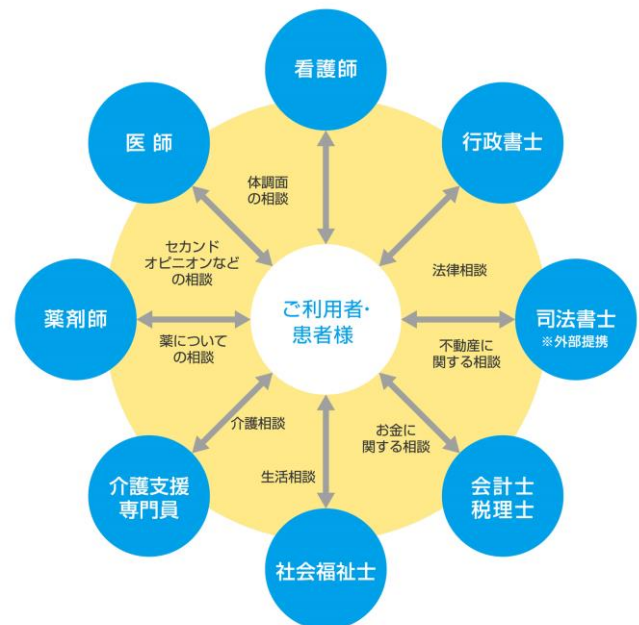 看護師
医 師
行政書士
体調面
の相談
セカンド
オピニオンなど
の相談
法律相談
ご利用者・
患者様
薬剤師
司法書士
※外部提携
薬について
の相談
不動産に
関する相談
介護相談
お金に
関する相談
生活相談
介護支援
専門員
会計士
税理士
社会福祉士